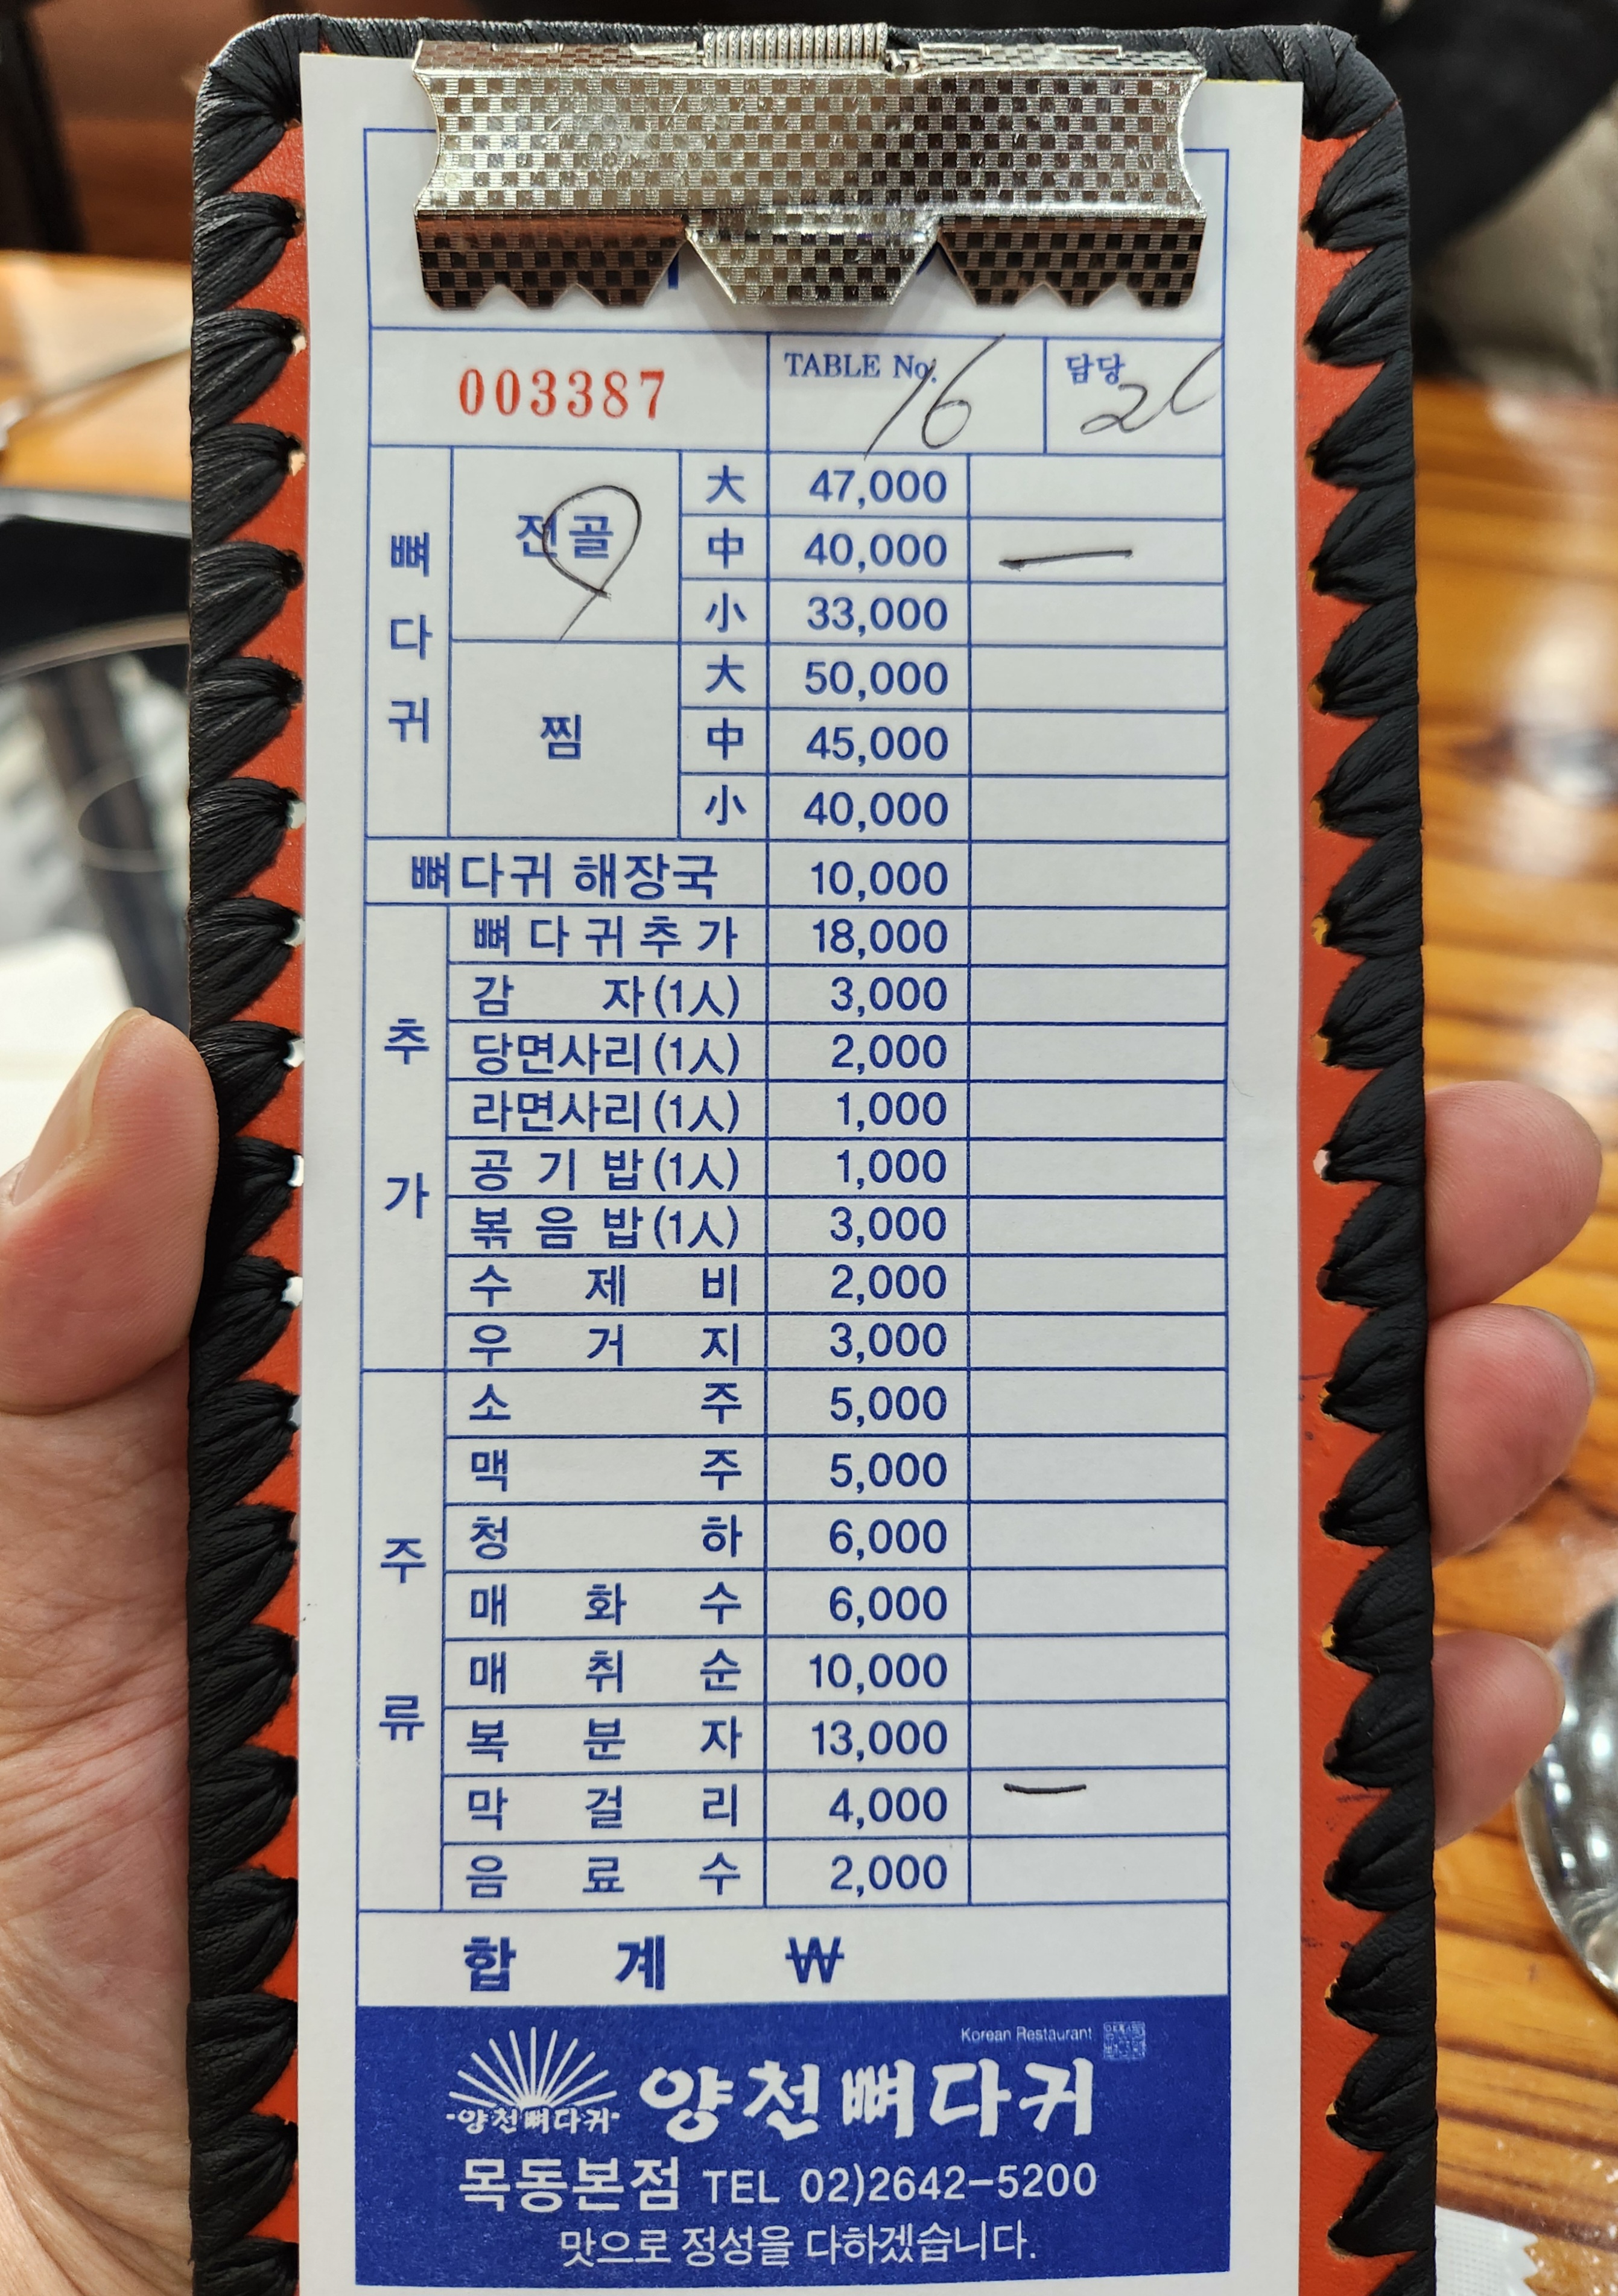 003387 TABLE No. 16 담당
뼈다귀 전골 大 47,000
中 40,000 —
小 33,000
찜 大 50,000
中 45,000
小 40,000
뼈다귀 해장국 10,000
추가 뼈다귀추가 18,000
감자(1人) 3,000
당면사리(1人) 2,000
라면사리(1人) 1,000
공기밥(1人) 1,000
볶음밥(1人) 3,000
수제비 2,000
우거지 3,000
주류 소주 5,000
맥주 5,000
청하 6,000
매화수 6,000
매취순 10,000
복분자 13,000
막걸리 4,000 —
음료수 2,000
합계 ₩
Korean Restaurant
양천뼈다귀 양천뼈다귀
목동본점 TEL 02)2642-5200
맛으로 정성을 다하겠습니다.